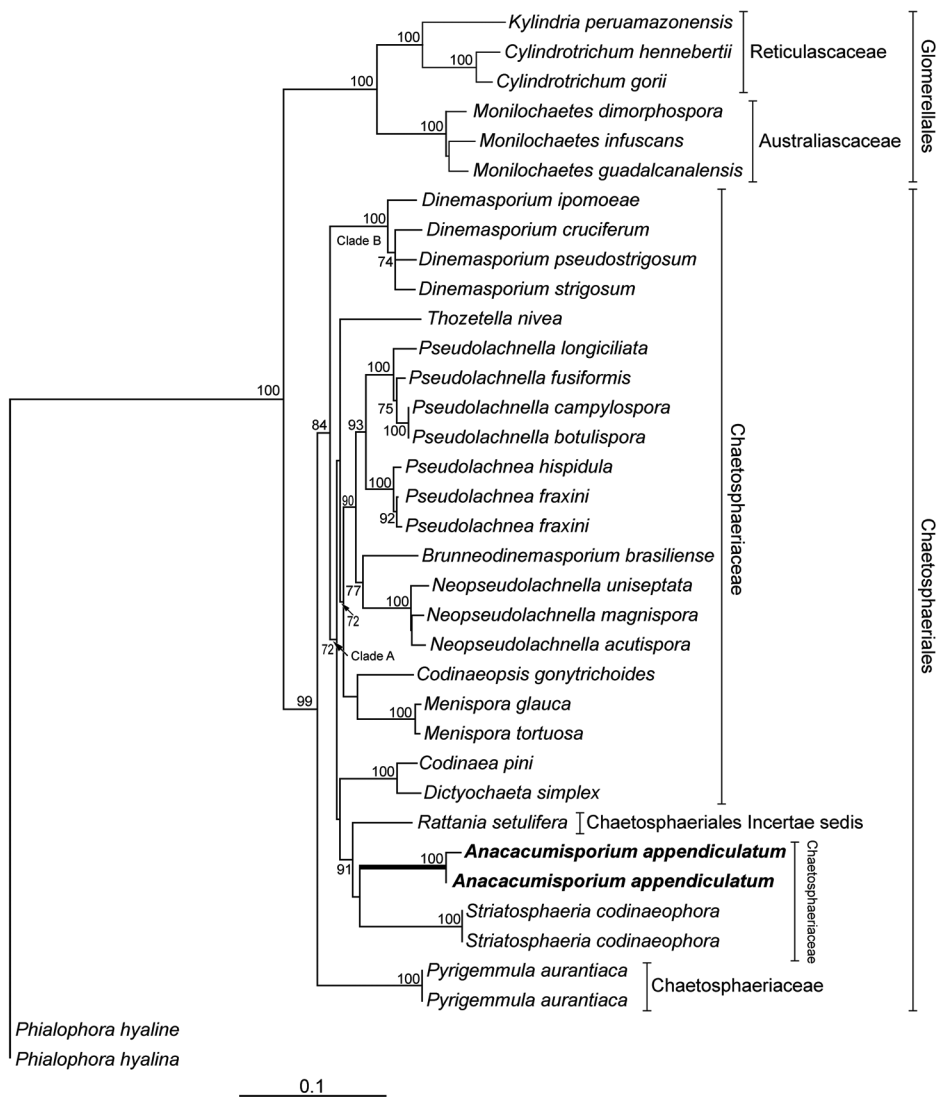 Kylindria peruamazonensis
100
Cylindrotrichum hennebertii
100
Reticulascaceae
Cylindrotrichum gorii
100
Glomerellales
Monilochaetes dimorphospora
100
Monilochaetes infuscans
Australiascaceae
Monilochaetes guadalcanalensis
Dinemasporium ipomoeae
100
Dinemasporium cruciferum
Clade B
74
Dinemasporium pseudostrigosum
Dinemasporium strigosum
Thozetella nivea
Pseudolachnella longiciliata
100
Pseudolachnella fusiformis
100
75
Pseudolachnella campylospora
84
93
100
Pseudolachnella botulispora
Pseudolachnea hispidula
100
Pseudolachnea fraxini
90
92
Pseudolachnea fraxini
Chaetosphaeriaceae
Chaetosphaeriales
Brunneodinemasporium brasiliense
77
Neopseudolachnella uniseptata
100
Neopseudolachnella magnispora
72
Neopseudolachnella acutispora
72
Clade A
Codinaeopsis gonytrichoides
99
Menispora glauca
100
Menispora tortuosa
Codinaea pini
100
Dictyochaeta simplex
Rattania setulifera
Chaetosphaeriales Incertae sedis
Anacacumisporium appendiculatum
100
91
Anacacumisporium appendiculatum
Chaetosphaeriaceae
Striatosphaeria codinaeophora
100
Striatosphaeria codinaeophora
Pyrigemmula aurantiaca
100
Chaetosphaeriaceae
Pyrigemmula aurantiaca
Phialophora hyaline
Phialophora hyalina
0.1